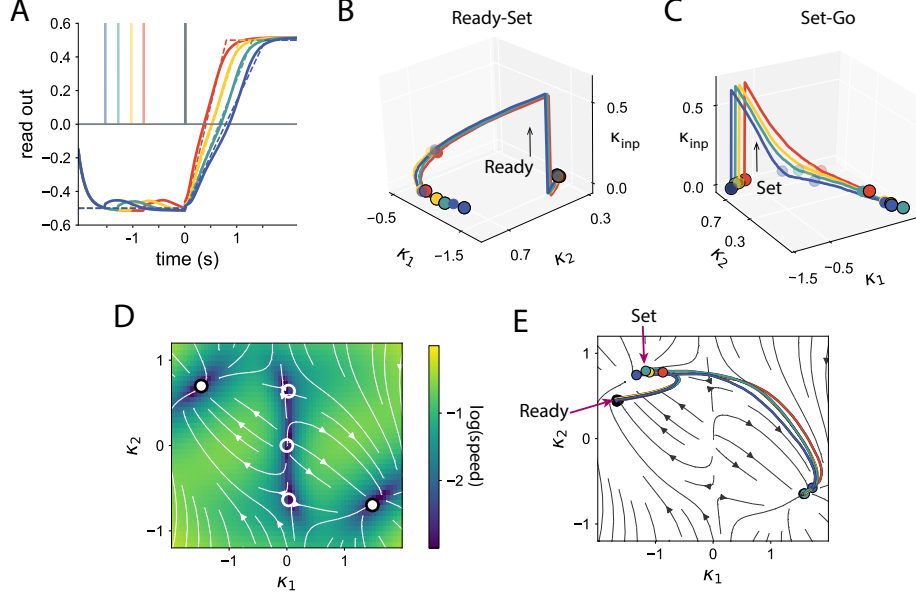 A
0.6
0.4
0.2
0.0
−0.2
−0.4
−0.6
read out
−1
0
1
time (s)
B
Ready-Set
0.5
κinp
0.0
Ready
−0.5
−1.5
κ1
0.7
0.3
κ2
C
Set-Go
0.5
κinp
0.0
Set
0.7
0.3
κ2
−1.5
−0.5
κ1
D
1
0
−1
κ2
−1
0
1
κ1
−1
−2
log(speed)
E
Set
Ready
1
0
−1
κ2
−1
0
1
κ1